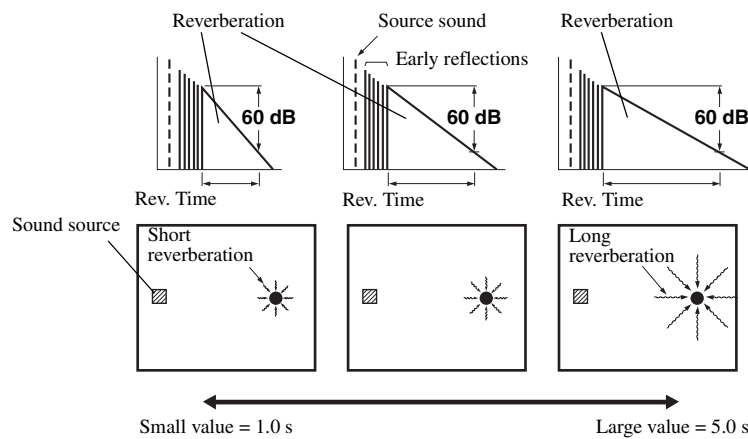 Reverberation
Source sound
Reverberation
Early reflections
60 dB
60 dB
60 dB
Rev. Time
Rev. Time
Rev. Time
Sound source
Short
reverberation
Long
reverberation
Small value = 1.0 s
Large value = 5.0 s